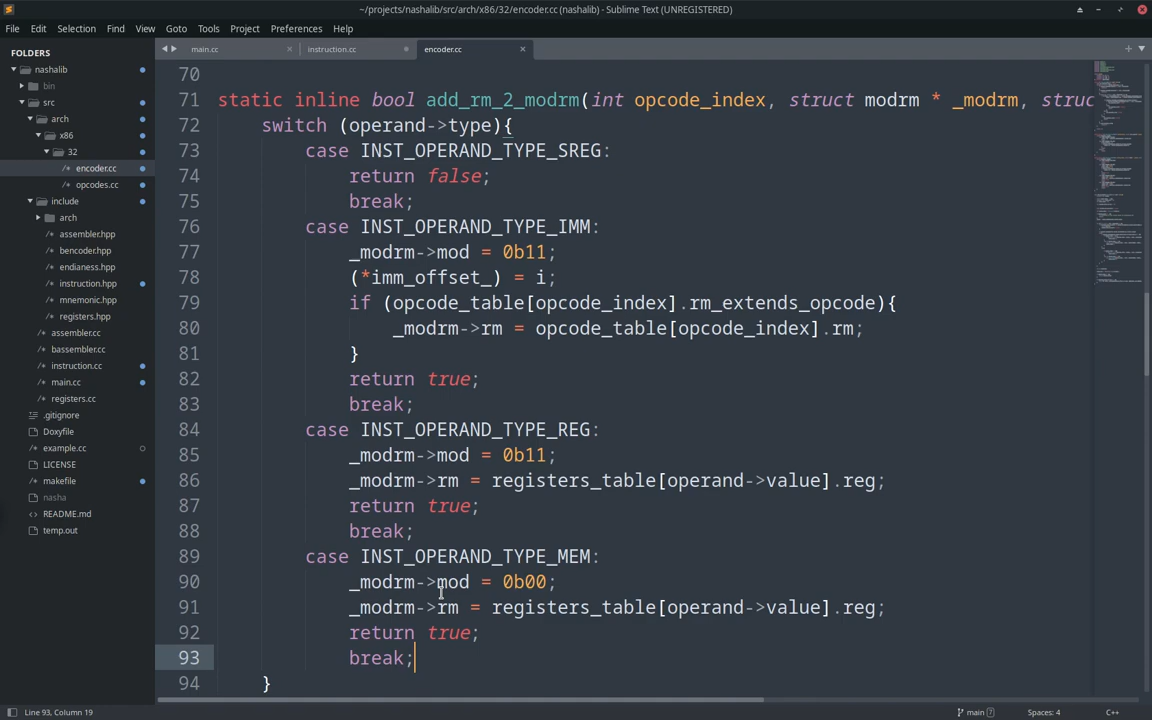 ~/projects/nashalib/src/arch/x86/32/encoder.cc (nashalib) - Sublime Text (UNREGISTERED)
File Edit Selection Find View Goto Tools Project Preferences Help
FOLDERS
nashalib
bin
src
arch
x86
32
/* encoder.cc
/* opcodes.cc
include
arch
/* assembler.hpp
/* bencoder.hpp
/* endianess.hpp
/* instruction.hpp
/* mnemonic.hpp
/* registers.hpp
/* assembler.cc
/* bassembler.cc
/* instruction.cc
/* main.cc
/* registers.cc
.gitignore
Doxyfile
/* example.cc
LICENSE
/* makefile
nasha
<> README.md
temp.out
main.cc instruction.cc encoder.cc
70
71 static inline bool add_rm_2_modrm(int opcode_index, struct modrm * _modrm, struc
72 switch (operand->type){
73 case INST_OPERAND_TYPE_SREG:
74 return false;
75 break;
76 case INST_OPERAND_TYPE_IMM:
77 _modrm->mod = 0b11;
78 (*imm_offset_) = i;
79 if (opcode_table[opcode_index].rm_extends_opcode){
80 _modrm->rm = opcode_table[opcode_index].rm;
81 }
82 return true;
83 break;
84 case INST_OPERAND_TYPE_REG:
85 _modrm->mod = 0b11;
86 _modrm->rm = registers_table[operand->value].reg;
87 return true;
88 break;
89 case INST_OPERAND_TYPE_MEM:
90 _modrm->mod = 0b00;
91 _modrm->rm = registers_table[operand->value].reg;
92 return true;
93 break;
94 }
Line 93, Column 19 main 7 Spaces: 4 C++